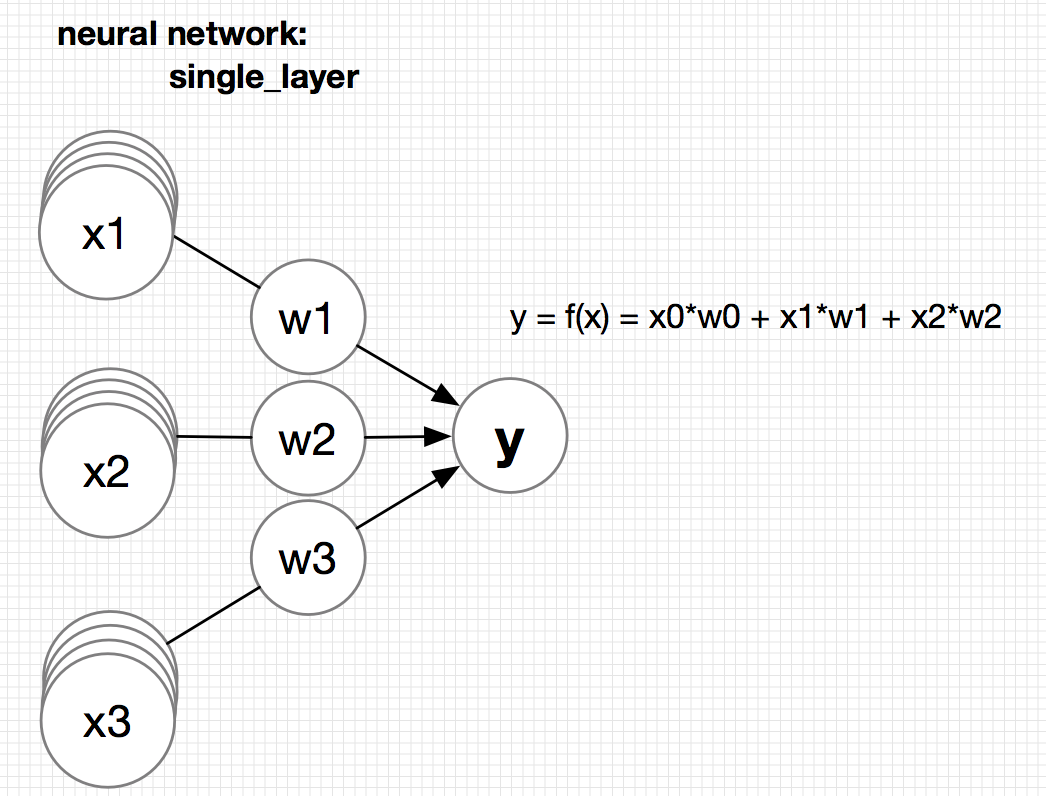 neural network:
single_layer
x1
w1
y = f(x) = x0*w0 + x1*w1 + x2*w2
x2
w2
y
w3
x3